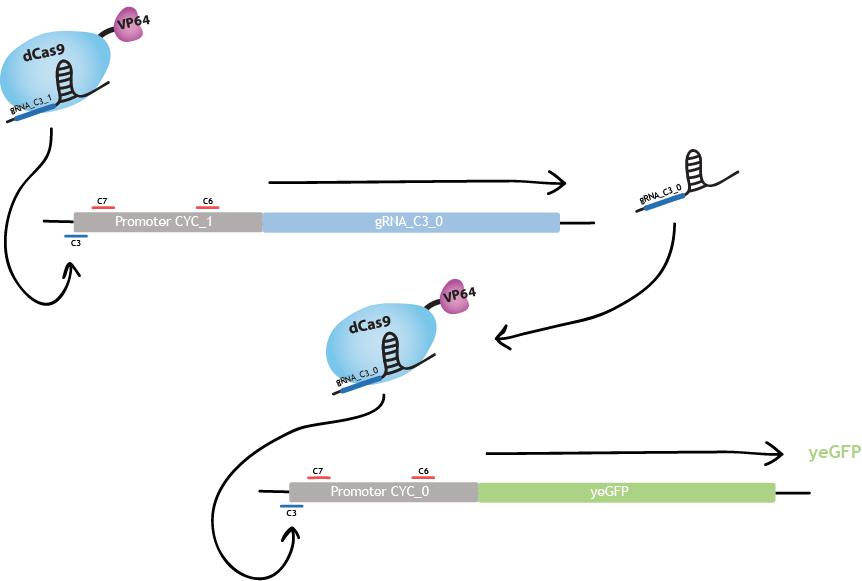 VP64
dCas9
gRNA_C3_1
C7
C6
Promoter CYC_1
gRNA_C3_0
C3
gRNA_C3_0
VP64
dCas9
gRNA_C3_0
yeGFP
C7
C6
Promoter CYC_0
yeGFP
C3